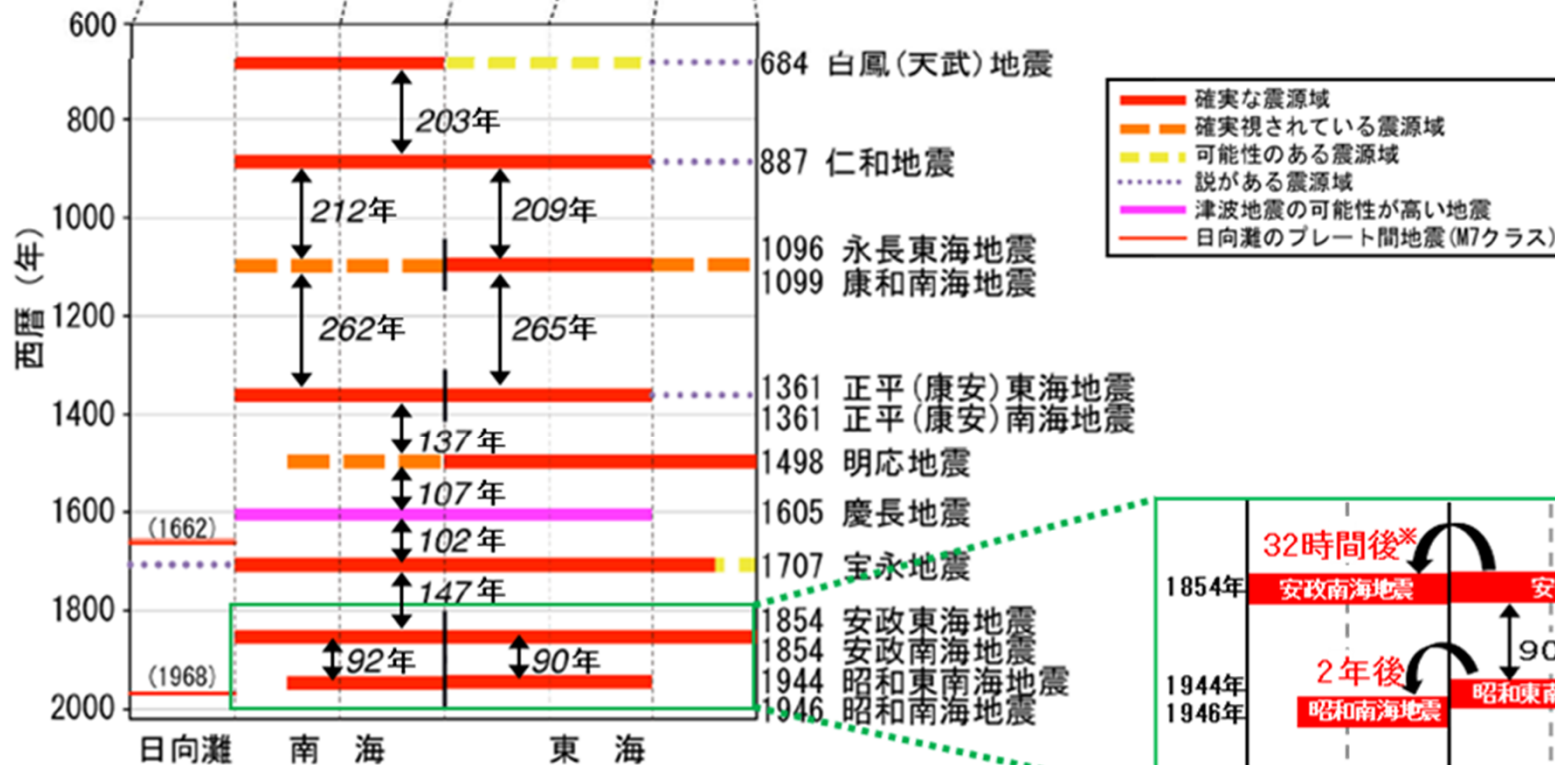 600
684 白鳳(天武)地震
確実な震源域
確実視されている震源域
可能性のある震源域
説がある震源域
津波地震の可能性が高い地震
日向灘のプレート間地震(M7クラス)
800
203年
887 仁和地震
1000
212年
209年
1096 永長東海地震
1099 康和南海地震
西暦(年)
1200
262年
265年
1361 正平(康安)東海地震
1361 正平(康安)南海地震
1400
137年
1498 明応地震
107年
1600
1605 慶長地震
(1662)
102年
1707 宝永地震
147年
1800
1854 安政東海地震
1854 安政南海地震
92年
90年
(1968)
1944 昭和東南海地震
1946 昭和南海地震
2000
日向灘
南海
東海
32時間後※
1854年
安政南海地震
安
90
2年後
1944年
昭和東南
1946年
昭和南海地震